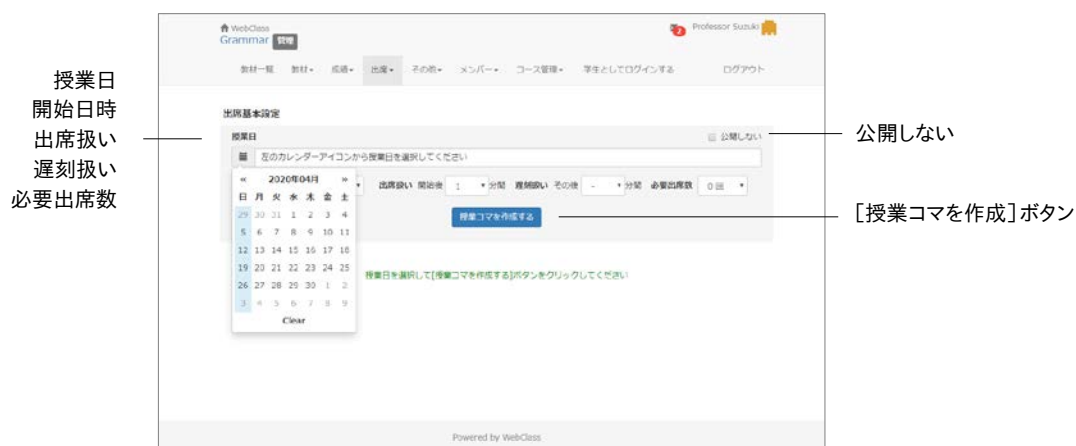 WebClass
Professor Suzuki
2
Grammar 管理
教材一覧 教材 成績 出席 その他 メンバー コース管理 学生としてログインする ログアウト
授業日
開始日時
出席扱い
遅刻扱い
必要出席数
出席基本設定
授業日
公開しない
公開しない
左のカレンダーアイコンから授業日を選択してください
« 2020年04月 »
出席扱い 開始後 1 分間 遅刻扱い その後 - 分間 必要出席数 0回
日 月 火 水 木 金 土
29 30 31 1 2 3 4
授業コマを作成する
[授業コマを作成]ボタン
5 6 7 8 9 10 11
12 13 14 15 16 17 18
19 20 21 22 23 24 25
授業日を選択して[授業コマを作成する]ボタンをクリックしてください
26 27 28 29 30 1 2
3 4 5 6 7 8 9
Clear
Powered by WebClass